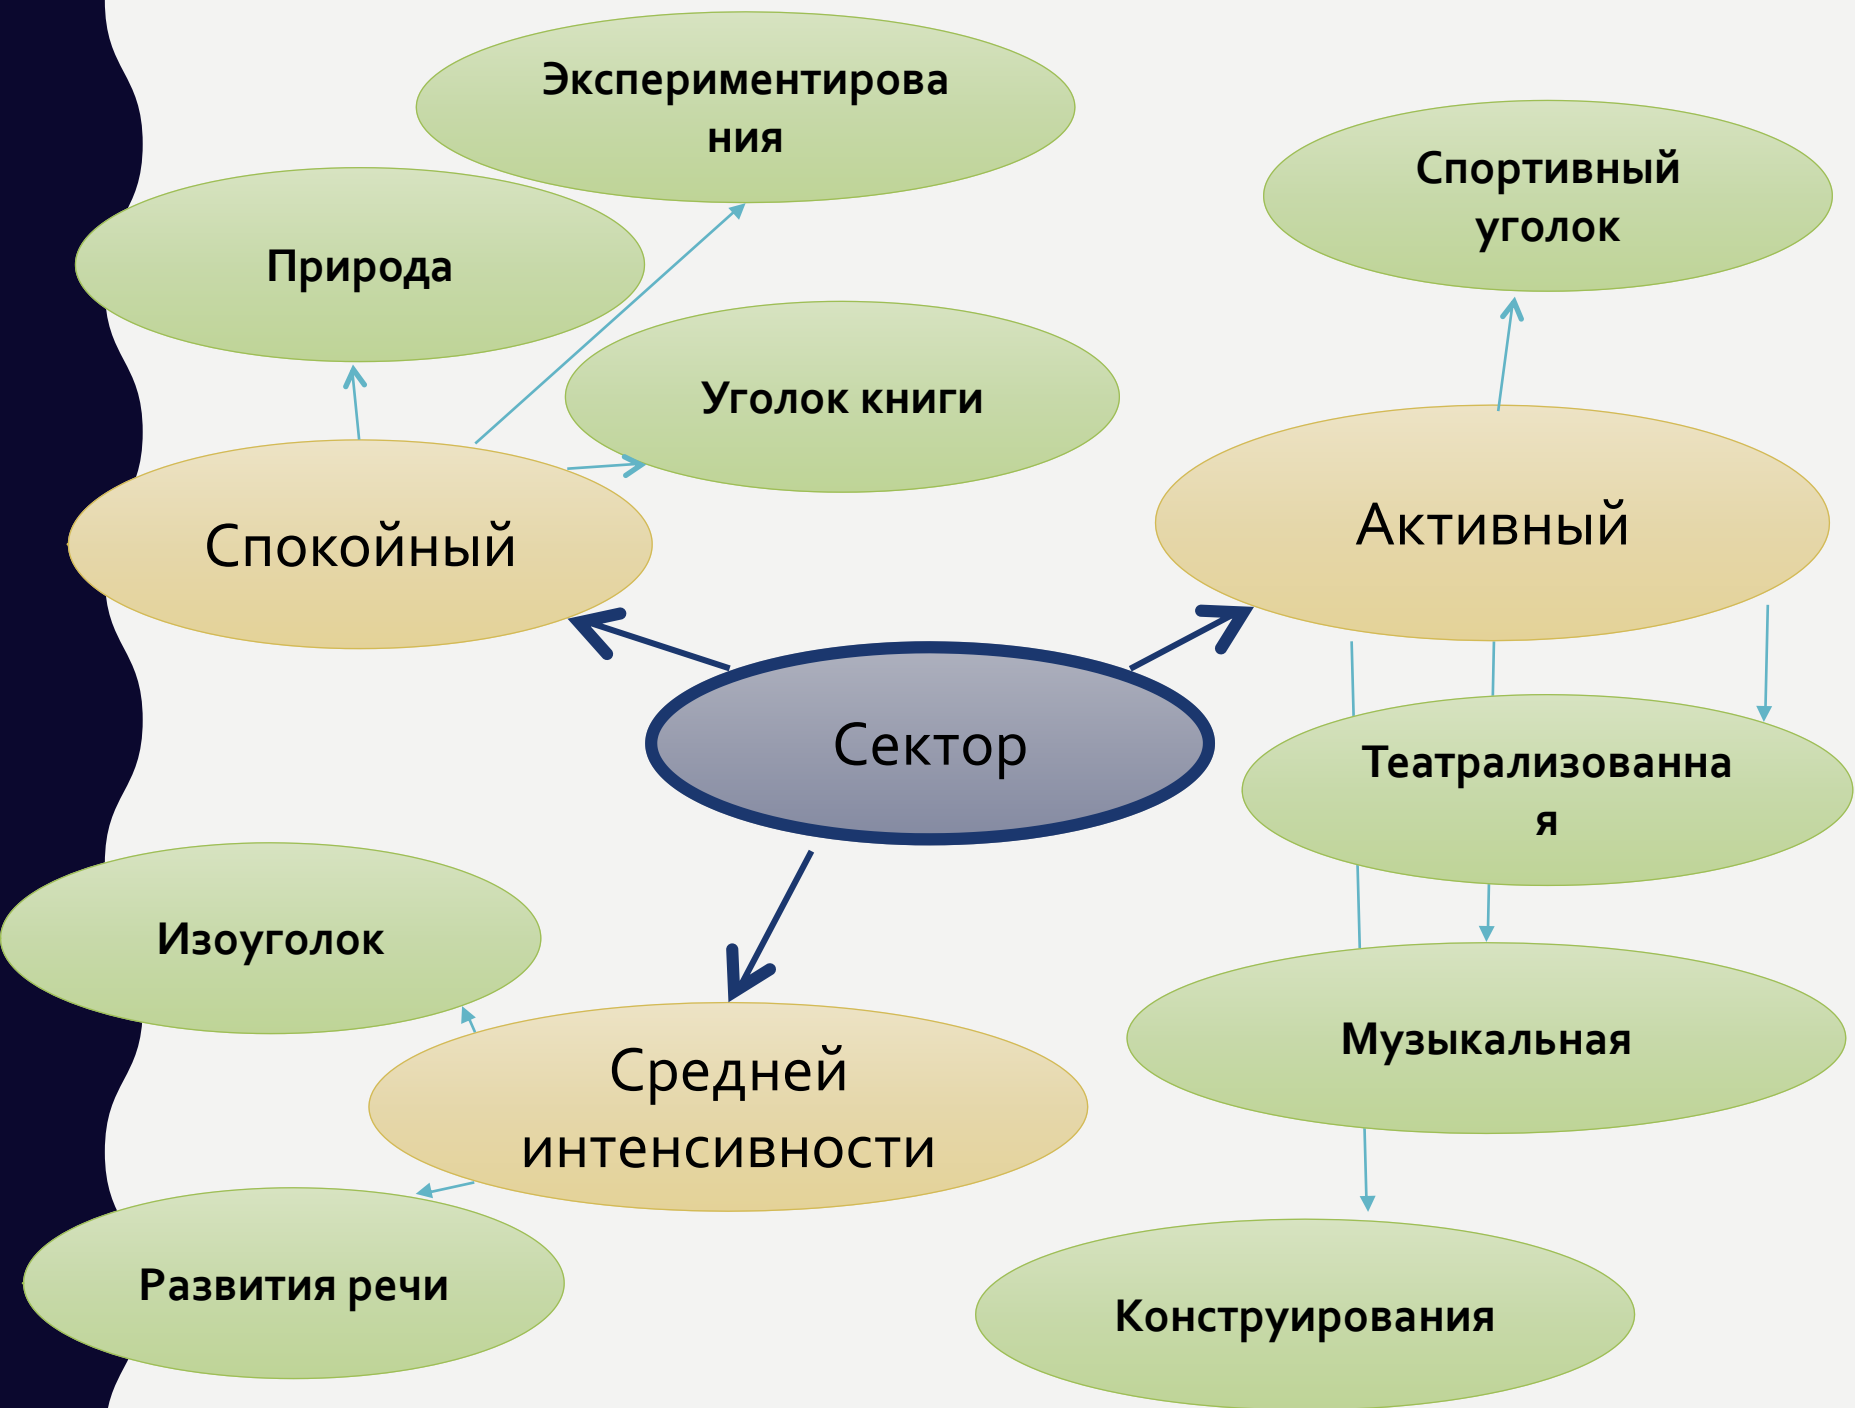 Экспериментирова
ния
Спортивный
уголок
Природа
Уголок книги
Активный
Спокойный
Сектор
Театрализованна
я
Изоуголок
Музыкальная
Средней
интенсивности
Развития речи
Конструирования